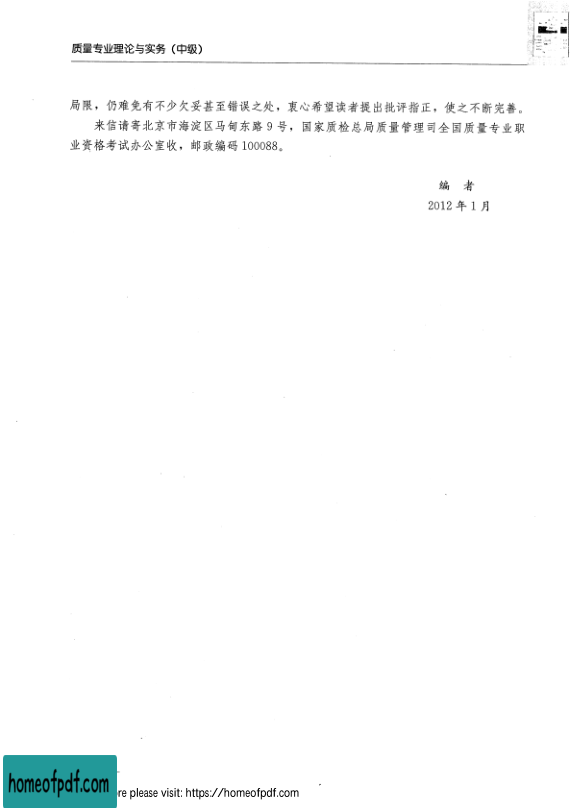 质量专业理论与实务（中级）
局限，仍难免有不少欠妥甚至错误之处，衷心希望读者提出批评指正，使之不断完善。
来信请寄北京市海淀区马甸东路 9 号，国家质检总局质量管理司全国质量专业职
业资格考试办公室收，邮政编码 100088。
编 者
2012 年 1 月
homeofpdf.com
re please visit: https://homeofpdf.com